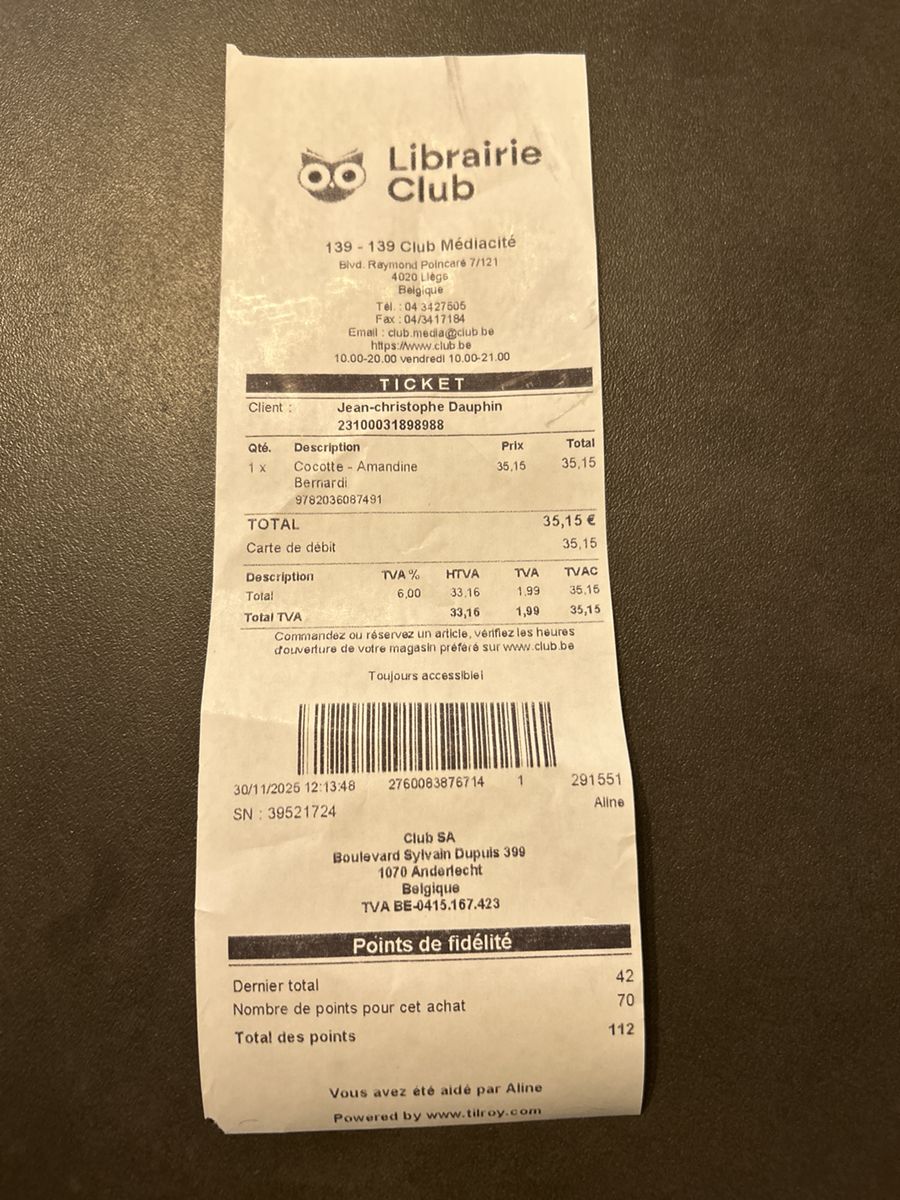 Librairie
Club
139 - 139 Club Médiacité
Blvd. Raymond Poincaré 7/121
4020 Liège
Belgique
Tél. : 04 3427605
Fax : 04/3417184
Email : club.media@club.be
https://www.club.be
10.00-20.00 vendredi 10.00-21.00
TICKET
Client : Jean-christophe Dauphin
23100031898988
Qté. Description Prix Total
1 x Cocotte - Amandine 35,15 35,15
Bernardi
9782036087491
TOTAL 35,15 €
Carte de débit 35,15
Description TVA % HTVA TVA TVAC
Total 6,00 33,16 1,99 35,15
Total TVA 33,16 1,99 35,15
Commandez ou réservez un article, vérifiez les heures
d'ouverture de votre magasin préféré sur www.club.be
Toujours accessible!
30/11/2025 12:13:48 2760083876714 1 291551
Aline
SN : 39521724
Club SA
Boulevard Sylvain Dupuis 399
1070 Anderlecht
Belgique
TVA BE-0415.167.423
Points de fidélité
Dernier total 42
Nombre de points pour cet achat 70
Total des points 112
Vous avez été aidé par Aline
Powered by www.tilroy.com